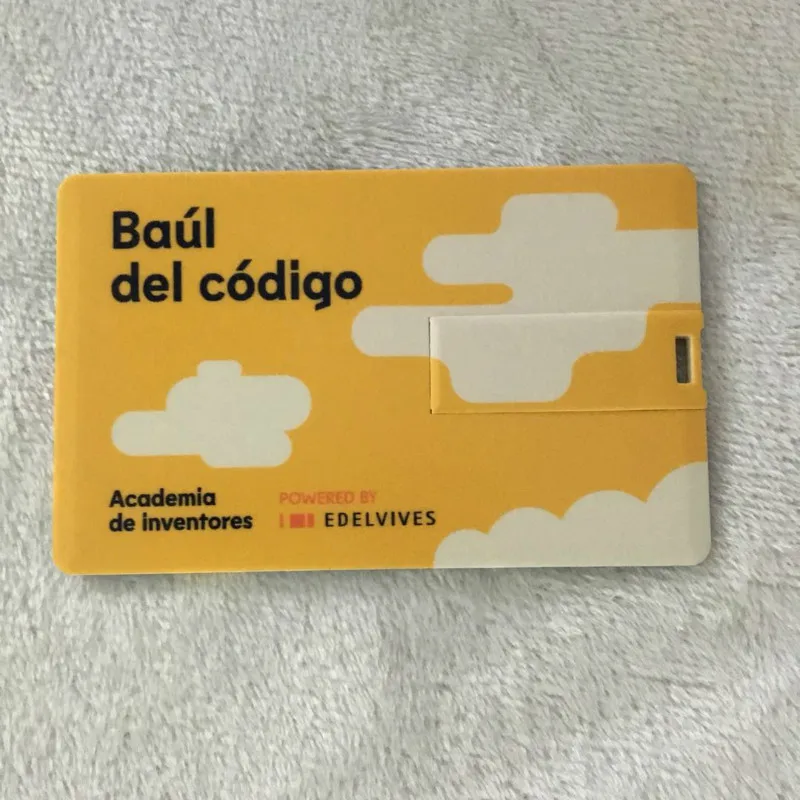 Baúl
del código
Academia
de inventores
POWERED BY
EDELVIVES